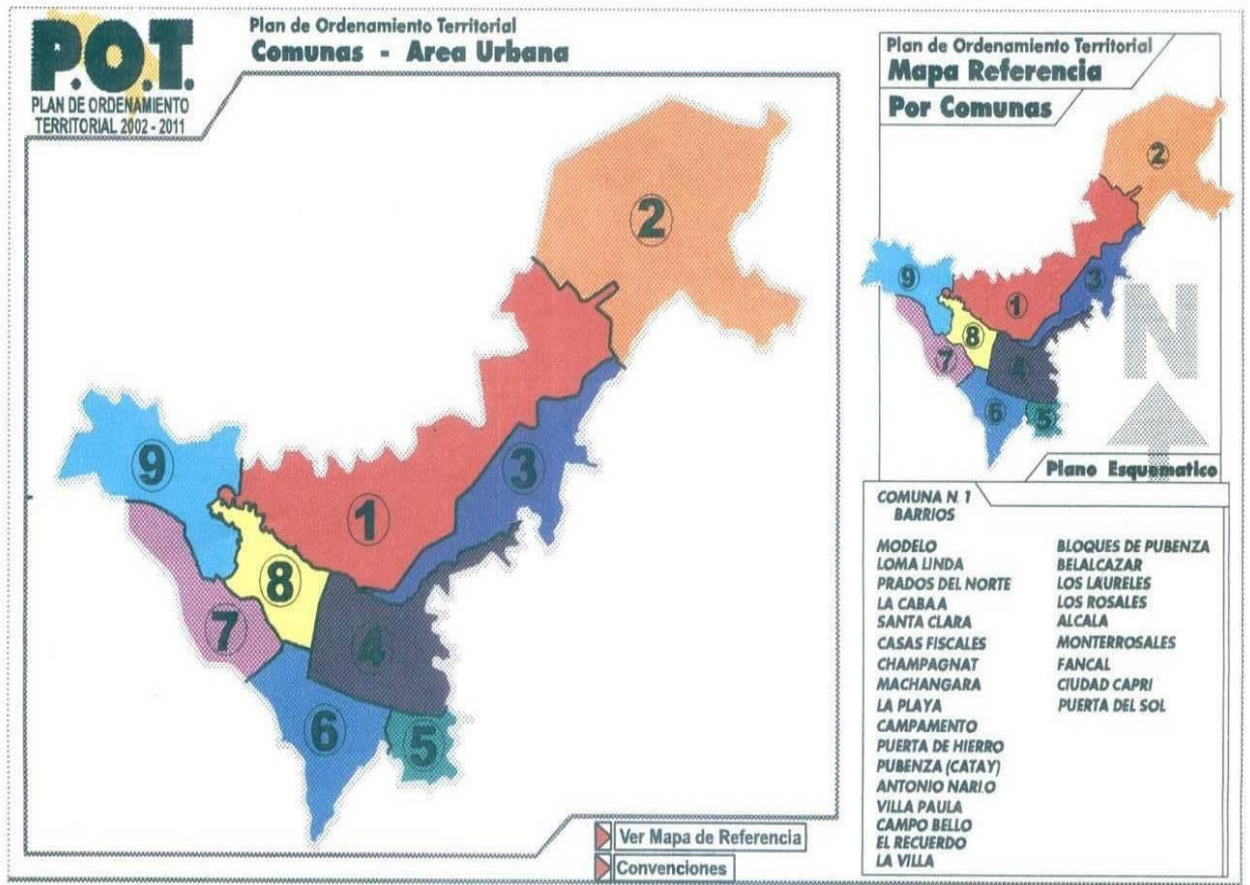 P.O.T.
PLAN DE ORDENAMIENTO
TERRITORIAL 2002 - 2011
Plan de Ordenamiento Territorial
Comunas - Area Urbana
2
3
1
9
8
7
4
6
5
Ver Mapa de Referencia
Convenciones
Plan de Ordenamiento Territorial
Mapa Referencia
Por Comunas
2
9
3
1
8
7
4
6
5
N
Plano Esquematico
COMUNA N 1
BARRIOS
MODELO
LOMA LINDA
PRADOS DEL NORTE
LA CABAA
SANTA CLARA
CASAS FISCALES
CHAMPAGNAT
MACHANGARA
LA PLAYA
CAMPAMENTO
PUERTA DE HIERRO
PUBENZA (CATAY)
ANTONIO NARI.O
VILLA PAULA
CAMPO BELLO
EL RECUERDO
LA VILLA
BLOQUES DE PUBENZA
BELALCAZAR
LOS LAURELES
LOS ROSALES
ALCALA
MONTERROSALES
FANCAL
CIUDAD CAPRI
PUERTA DEL SOL